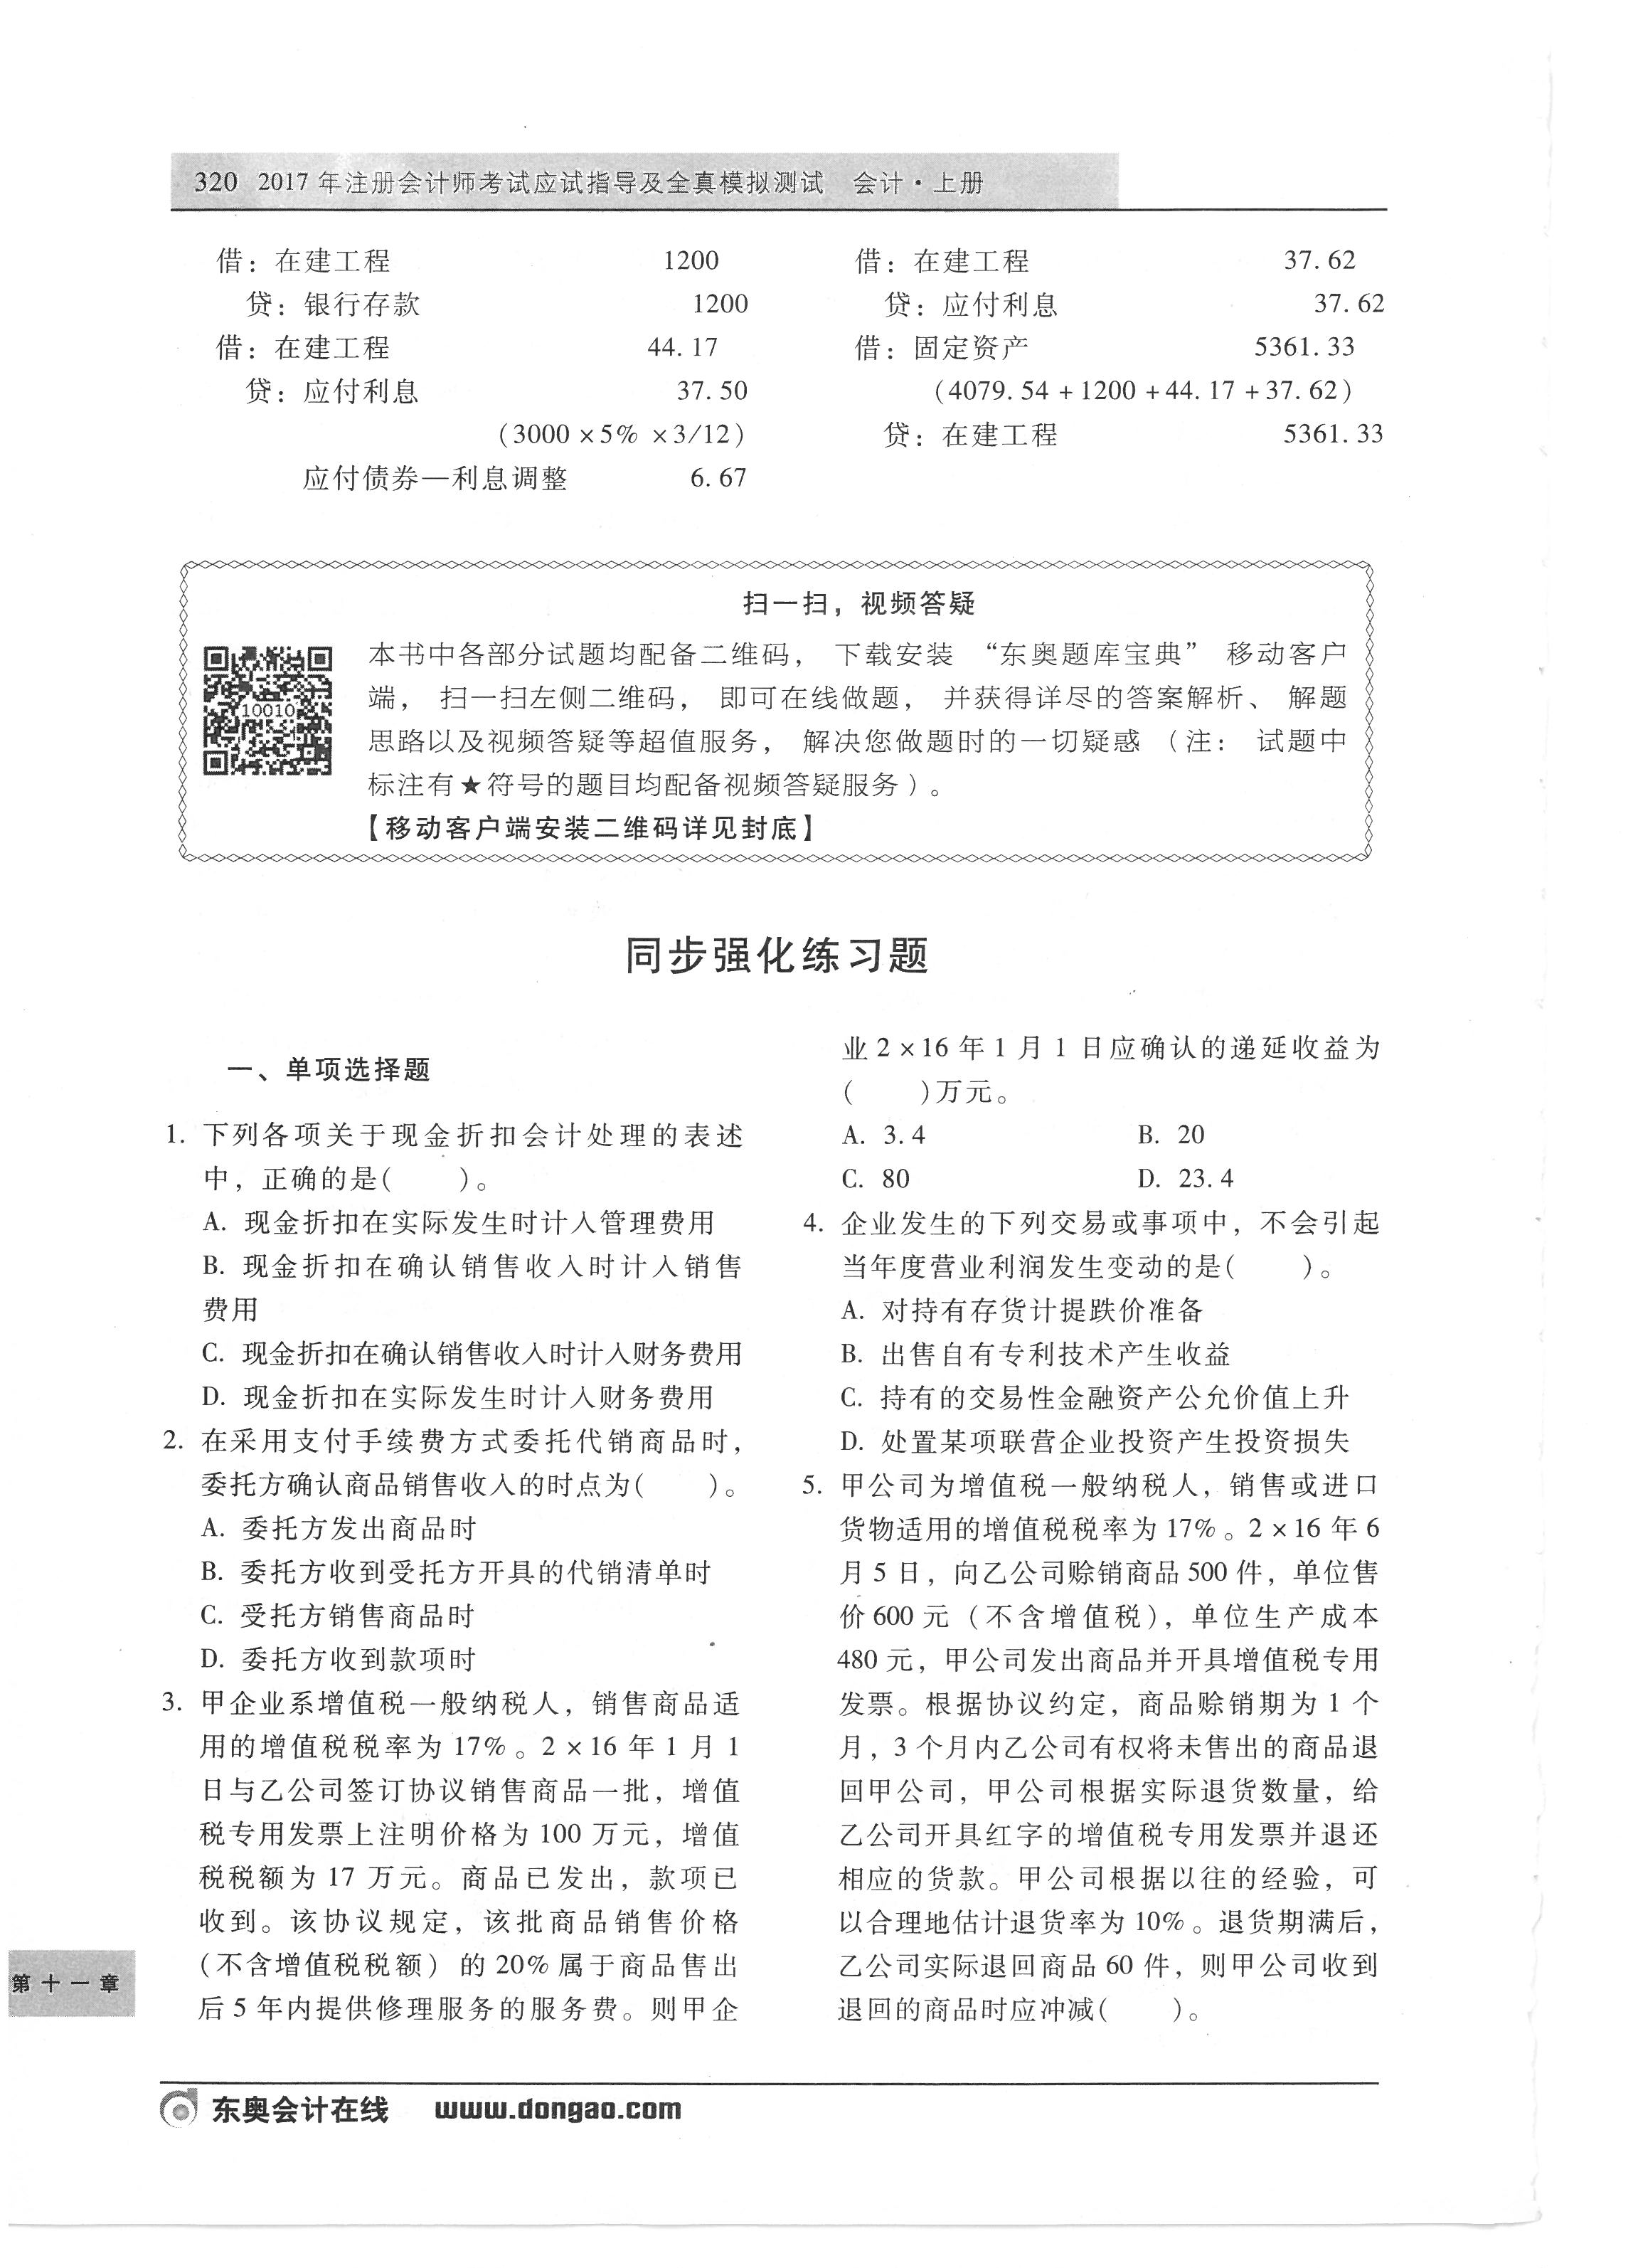 320 2017年注册会计师考试应试指导及全真模拟测试 会计·上册
借：在建工程 1200
贷：银行存款 1200
借：在建工程 44.17
贷：应付利息 37.50
(3000×5%×3/12)
应付债券—利息调整 6.67
借：在建工程 37.62
贷：应付利息 37.62
借：固定资产 5361.33
(4079.54+1200+44.17+37.62)
贷：在建工程 5361.33
扫一扫，视频答疑
10010
本书中各部分试题均配备二维码， 下载安装 “东奥题库宝典” 移动客户
端， 扫一扫左侧二维码， 即可在线做题， 并获得详尽的答案解析、 解题
思路以及视频答疑等超值服务， 解决您做题时的一切疑惑 （注： 试题中
标注有★符号的题目均配备视频答疑服务）。
【移动客户端安装二维码详见封底】
同步强化练习题
一、单项选择题
1. 下列各项关于现金折扣会计处理的表述
中，正确的是( )。
A. 现金折扣在实际发生时计入管理费用
B. 现金折扣在确认销售收入时计入销售
费用
C. 现金折扣在确认销售收入时计入财务费用
D. 现金折扣在实际发生时计入财务费用
2. 在采用支付手续费方式委托代销商品时，
委托方确认商品销售收入的时点为( )。
A. 委托方发出商品时
B. 委托方收到受托方开具的代销清单时
C. 受托方销售商品时
D. 委托方收到款项时
3. 甲企业系增值税一般纳税人，销售商品适
用的增值税税率为17%。2×16年1月1
日与乙公司签订协议销售商品一批，增值
税专用发票上注明价格为100万元，增值
税税额为17万元。商品已发出，款项已
收到。该协议规定，该批商品销售价格
(不含增值税税额) 的20%属于商品售出
后5年内提供修理服务的服务费。则甲企
业2×16年1月1日应确认的递延收益为
( )万元。
A. 3.4 B. 20
C. 80 D. 23.4
4. 企业发生的下列交易或事项中，不会引起
当年度营业利润发生变动的是( )。
A. 对持有存货计提跌价准备
B. 出售自有专利技术产生收益
C. 持有的交易性金融资产公允价值上升
D. 处置某项联营企业投资产生投资损失
5. 甲公司为增值税一般纳税人，销售或进口
货物适用的增值税税率为17%。2×16年6
月5日，向乙公司赊销商品500件，单位售
价600元（不含增值税），单位生产成本
480元，甲公司发出商品并开具增值税专用
发票。根据协议约定，商品赊销期为1个
月，3个月内乙公司有权将未售出的商品退
回甲公司，甲公司根据实际退货数量，给
乙公司开具红字的增值税专用发票并退还
相应的货款。甲公司根据以往的经验，可
以合理地估计退货率为10%。退货期满后，
乙公司实际退回商品60件，则甲公司收到
退回的商品时应冲减( )。
第十一章
东奥会计在线 www.dongao.com